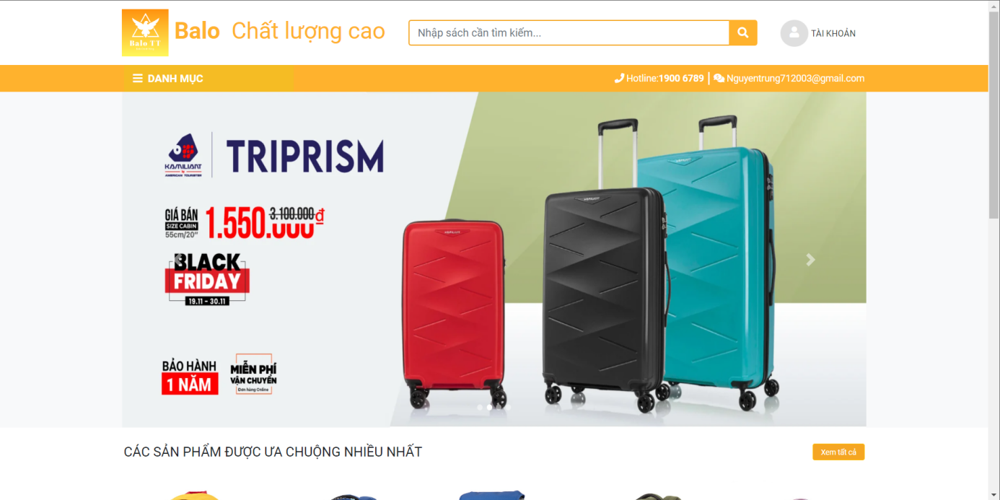 Balo TT
Balo Chất lượng cao
Nhập sách cần tìm kiếm...
TÀI KHOẢN
DANH MỤC
Hotline:1900 6789 | Nguyentrung712003@gmail.com
KAMILIANT
by
AMERICAN TOURISTER
TRIPRISM
GIÁ BÁN
SIZE CABIN
55cm/20"
1.550.000đ
3.100.000
BLACK
FRIDAY
19.11 - 30.11
BẢO HÀNH
1 NĂM
MIỄN PHÍ
VẬN CHUYỂN
Đơn hàng Online
CÁC SẢN PHẨM ĐƯỢC ƯA CHUỘNG NHIỀU NHẤT
Xem tất cả